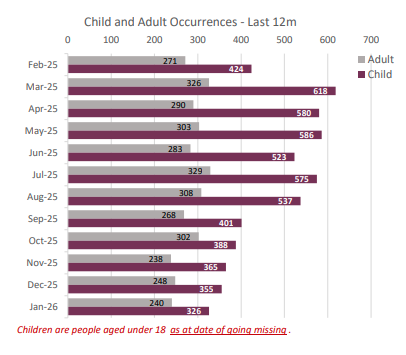 Child and Adult Occurrences - Last 12m
0 100 200 300 400 500 600 700
Adult
Child
Feb-25 271 424
Mar-25 326 618
Apr-25 290 580
May-25 303 586
Jun-25 283 523
Jul-25 329 575
Aug-25 308 537
Sep-25 268 401
Oct-25 302 388
Nov-25 238 365
Dec-25 248 355
Jan-26 240 326
Children are people aged under 18 as at date of going missing.